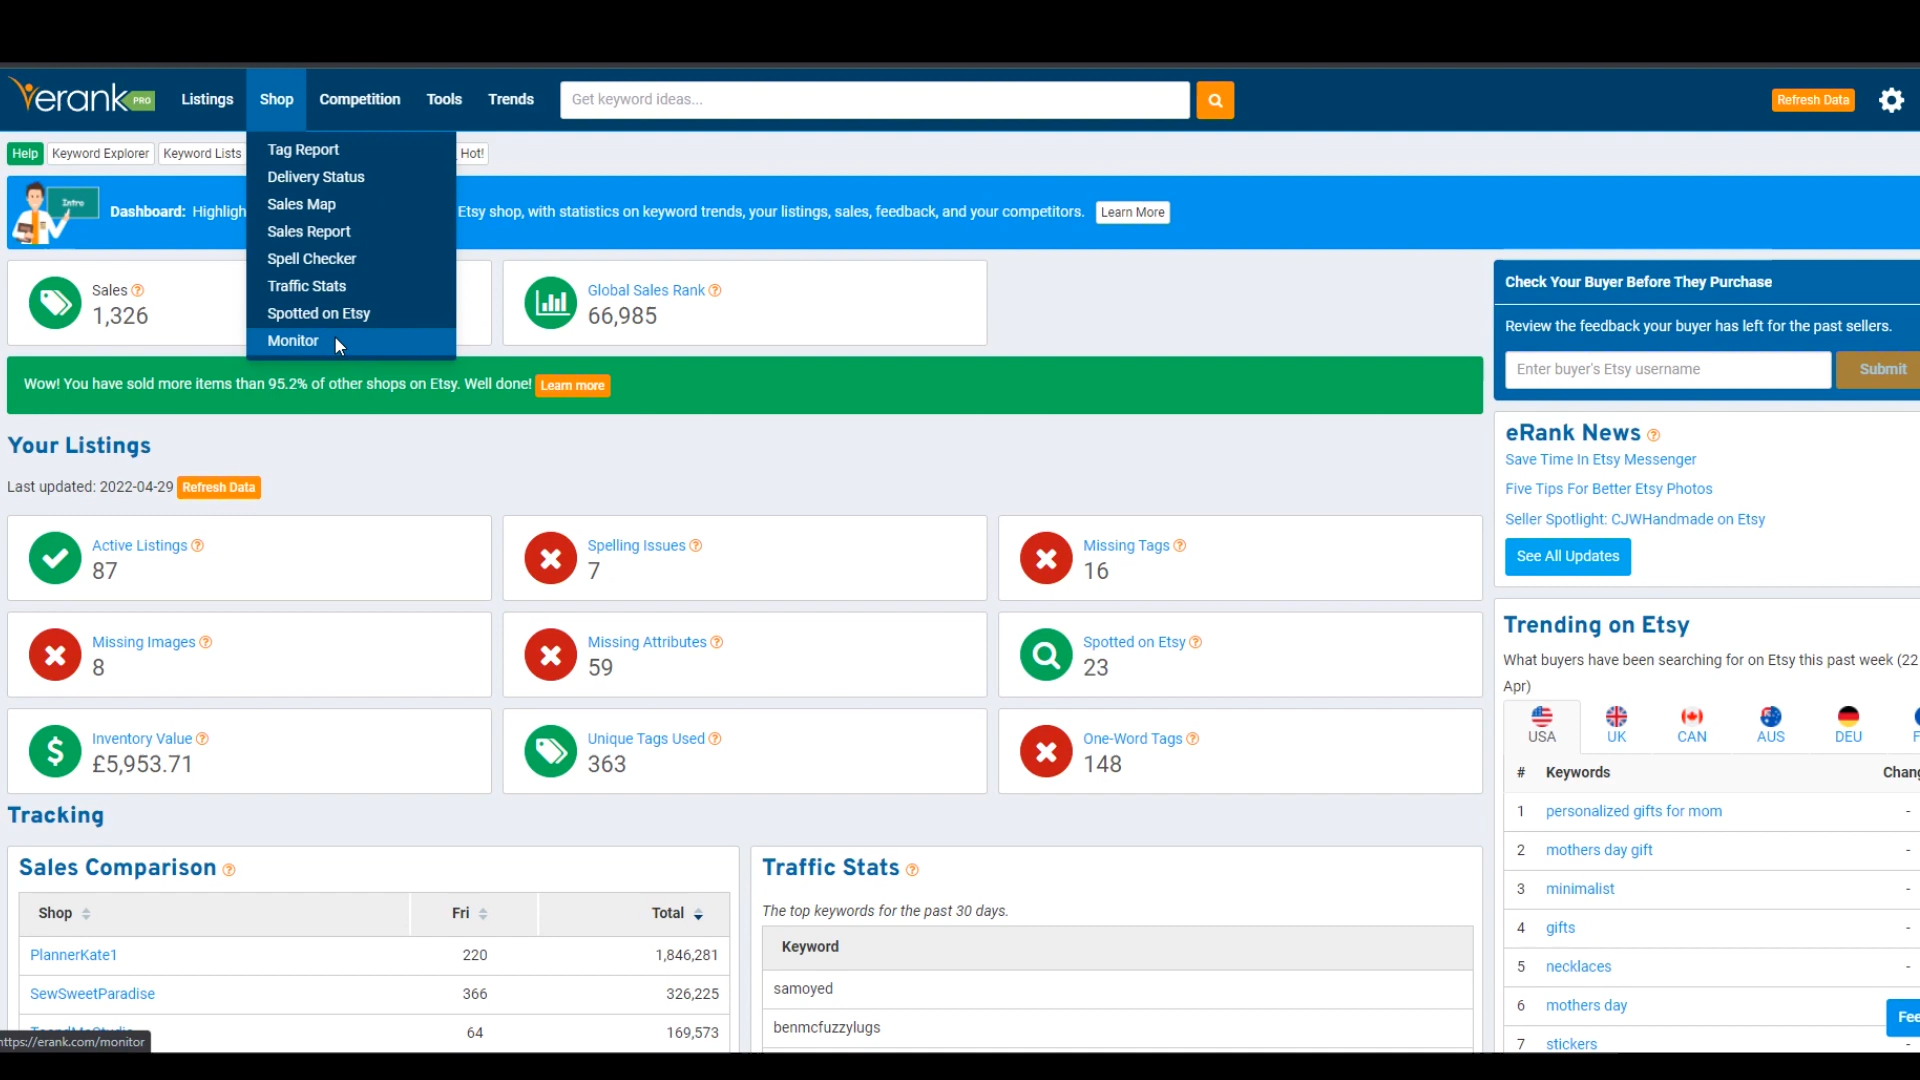 erank PRO
Listings Shop Competition Tools Trends Get keyword ideas... Refresh Data
Help Keyword Explorer Keyword Lists Hot!
Tag Report
Delivery Status
Sales Map
Sales Report
Spell Checker
Traffic Stats
Spotted on Etsy
Monitor
Intro
Dashboard: Highligh Etsy shop, with statistics on keyword trends, your listings, sales, feedback, and your competitors. Learn More
Sales
1,326
Global Sales Rank
66,985
Wow! You have sold more items than 95.2% of other shops on Etsy. Well done! Learn more
Check Your Buyer Before They Purchase
Review the feedback your buyer has left for the past sellers.
Enter buyer's Etsy username Submit
Your Listings
Last updated: 2022-04-29 Refresh Data
Active Listings
87
Spelling Issues
7
Missing Tags
16
Missing Images
8
Missing Attributes
59
Spotted on Etsy
23
Inventory Value
£5,953.71
Unique Tags Used
363
One-Word Tags
148
eRank News
Save Time In Etsy Messenger
Five Tips For Better Etsy Photos
Seller Spotlight: CJWHandmade on Etsy
See All Updates
Trending on Etsy
What buyers have been searching for on Etsy this past week (22
Apr)
USA UK CAN AUS DEU F
# Keywords Chang
1 personalized gifts for mom -
2 mothers day gift -
3 minimalist -
4 gifts -
5 necklaces -
6 mothers day
7 stickers -
Fee
Tracking
Sales Comparison
Shop Fri Total
PlannerKate1 220 1,846,281
SewSweetParadise 366 326,225
64 169,573
Traffic Stats
The top keywords for the past 30 days.
Keyword
samoyed
benmcfuzzylugs
https://erank.com/monitor